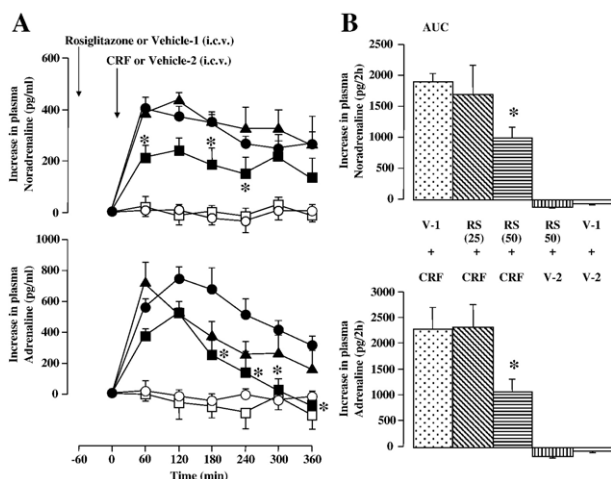 A
Rosiglitazone or Vehicle-1 (i.c.v.)
CRF or Vehicle-2 (i.c.v.)
Increase in plasma
Noradrenaline (pg/ml)
600
400
200
0
*
*
*
Increase in plasma
Adrenaline (pg/ml)
1000
800
600
400
200
0
*
*
*
*
-60 0 60 120 180 240 300 360
Time (min)
B
AUC
Increase in plasma
Noradrenaline (pg/2h)
2500
2000
1500
1000
500
0
*
V-1 RS RS RS V-1
(25) (50) 50)
+ + + + +
CRF CRF CRF V-2 V-2
Increase in plasma
Adrenaline (pg/2h)
3000
2500
2000
1500
1000
500
0
*